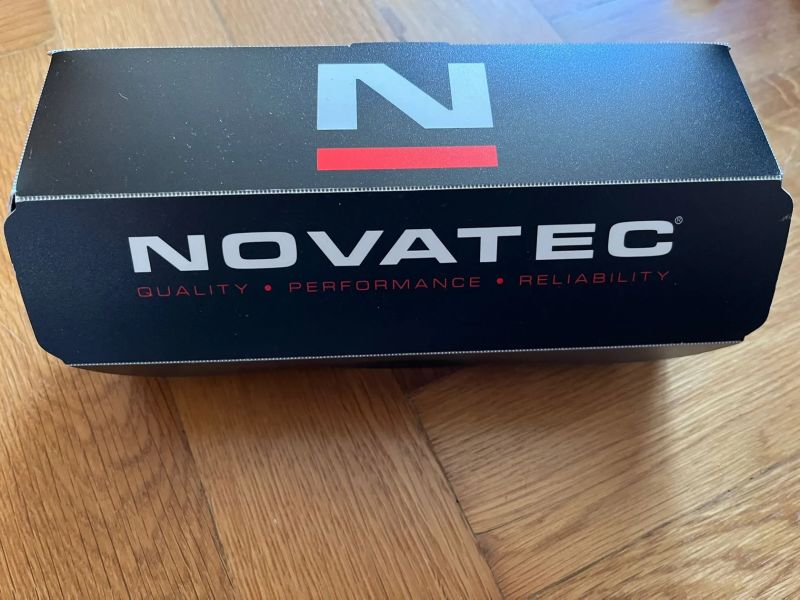 N
NOVATEC®
QUALITY • PERFORMANCE • RELIABILITY